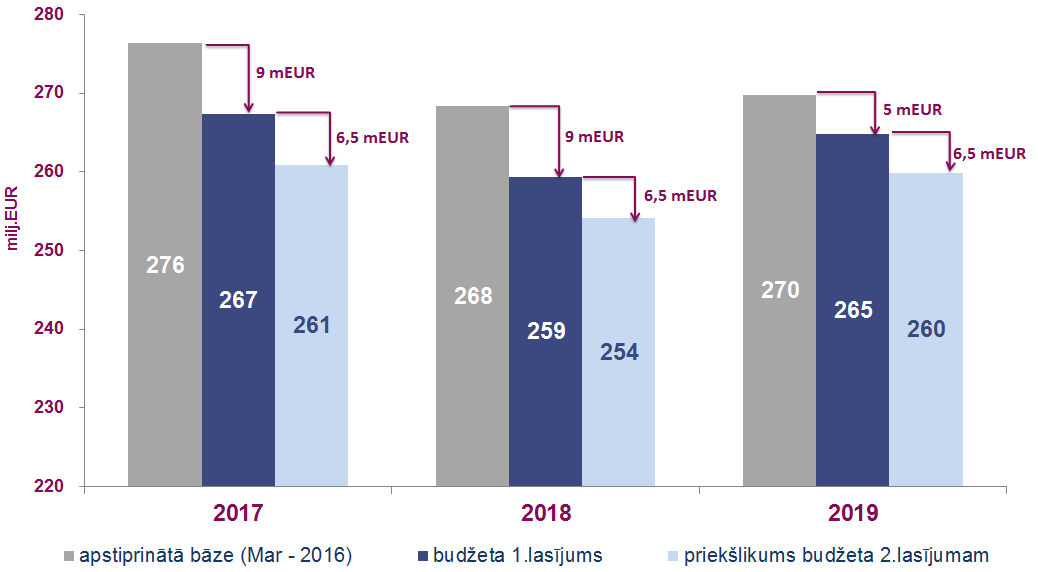 280
270
260
250
240
230
220
milj.EUR
9 mEUR
6,5 mEUR
9 mEUR
6,5 mEUR
5 mEUR
6,5 mEUR
276
267
261
268
259
254
270
265
260
2017
2018
2019
apstiprinātā bāze (Mar - 2016)
budžeta 1.lasījums
priekšlikums budžeta 2.lasījumam